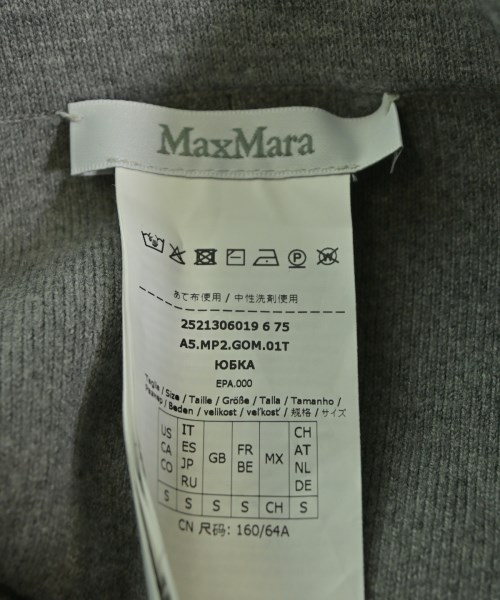 MaxMara
あて布使用 / 中性洗剤使用
2521306019 6 75
A5.MP2.GOM.01T
ЮБКА
EPA.000
Taglia / Size / Taille / Größe / Talla / Tamanho /
Размер / Beden / velikost / veľkosť / 规格 / サイズ
US CA CO IT ES JP RU GB FR BE MX CH AT NL DE
S S S S CH S
CN 尺码: 160/64A